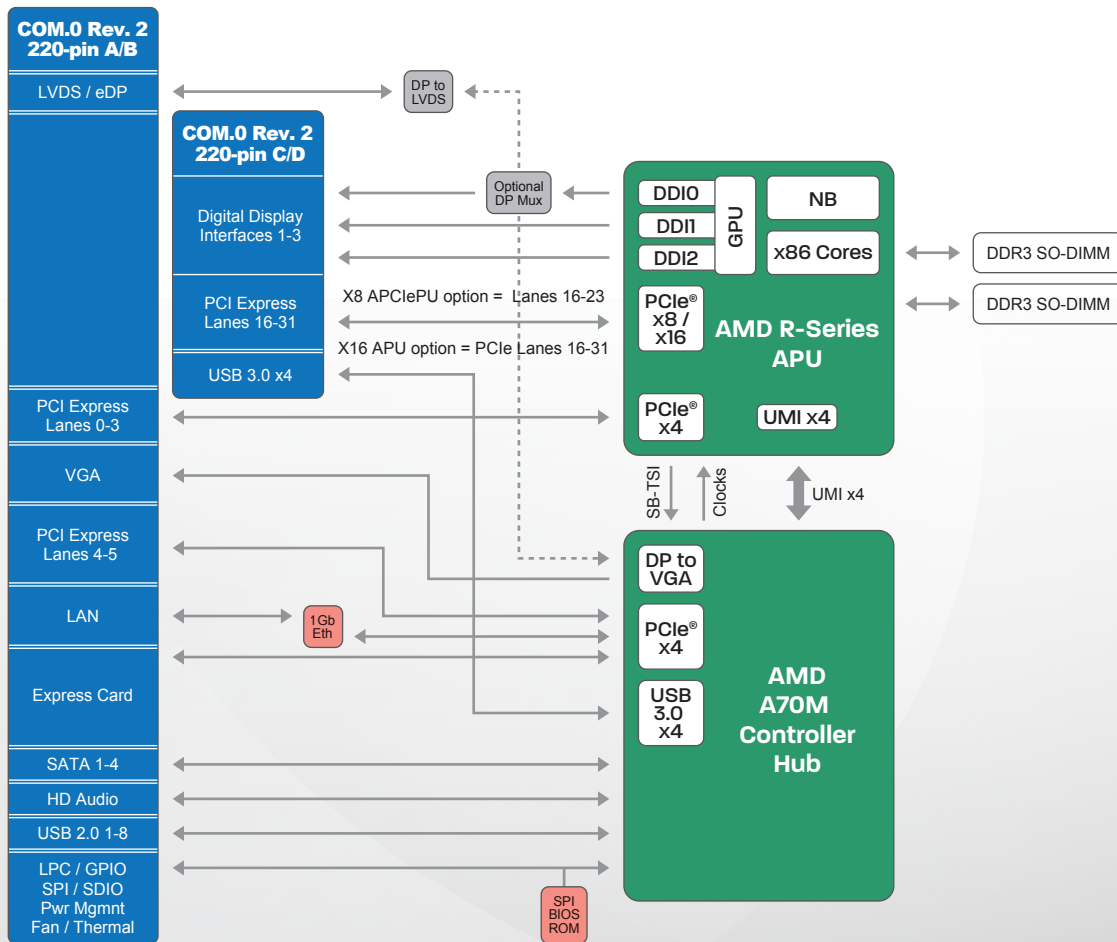 COM.0 Rev. 2
220-pin A/B
LVDS / eDP
DP to
LVDS
COM.0 Rev. 2
220-pin C/D
Digital Display
Interfaces 1-3
PCI Express
Lanes 16-31
USB 3.0 x4
Optional
DP Mux
X8 APCIePU option = Lanes 16-23
X16 APU option = PCIe Lanes 16-31
DDI0
DDI1
DDI2
GPU
NB
x86 Cores
PCIe®
x8 /
x16
AMD R-Series
APU
PCIe®
x4
UMI x4
DDR3 SO-DIMM
DDR3 SO-DIMM
PCI Express
Lanes 0-3
VGA
PCI Express
Lanes 4-5
LAN
Express Card
SATA 1-4
HD Audio
USB 2.0 1-8
LPC / GPIO
SPI / SDIO
Pwr Mgmnt
Fan / Thermal
1Gb
Eth
SPI
BIOS
ROM
SB-TSI
Clocks
UMI x4
DP to
VGA
PCIe®
x4
USB
3.0
x4
AMD
A70M
Controller
Hub